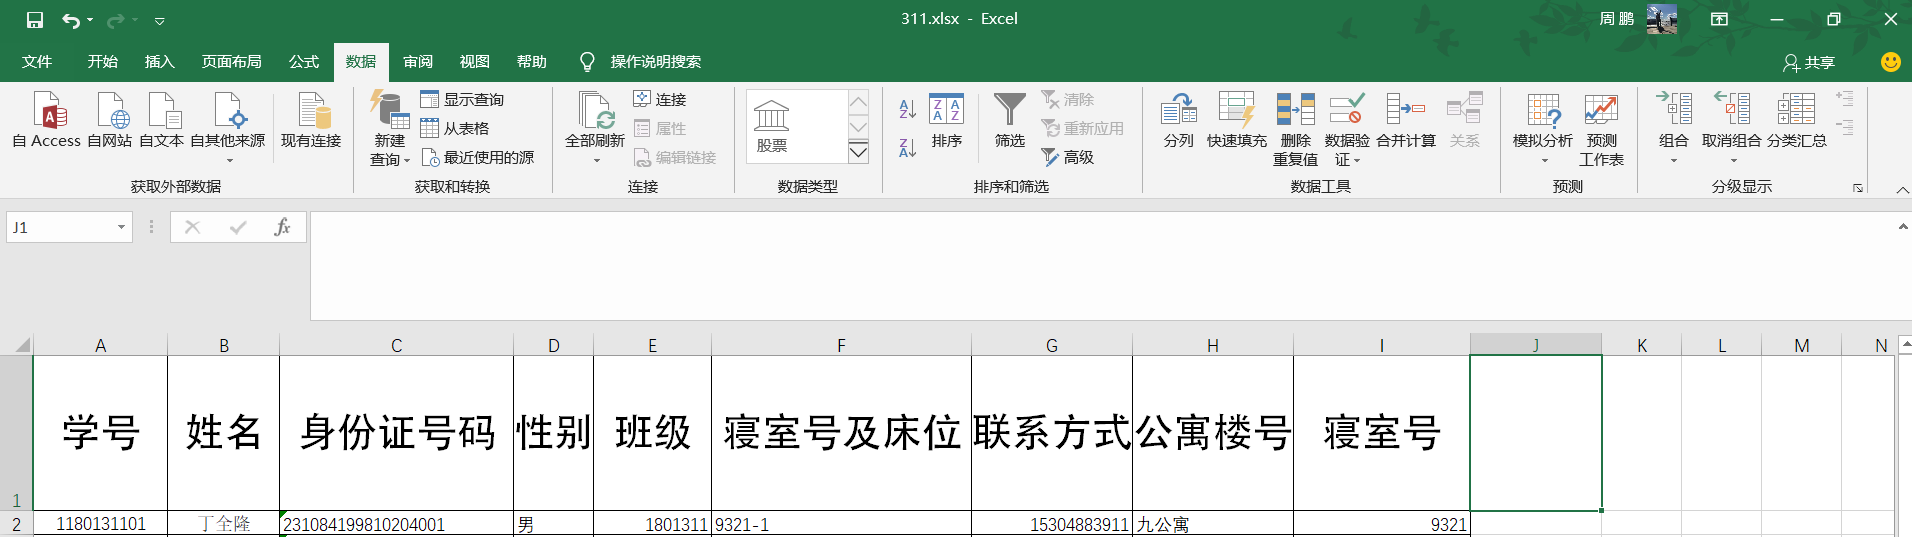 311.xlsx - Excel
周 鹏
文件 开始 插入 页面布局 公式 数据 审阅 视图 帮助 操作说明搜索 共享
自 Access 自网站 自文本 自其他来源 现有连接
获取外部数据
新建
查询
显示查询
从表格
最近使用的源
获取和转换
全部刷新
连接
属性
编辑链接
连接
股票
数据类型
排序
筛选
清除
重新应用
高级
排序和筛选
分列 快速填充 删除
重复值
数据验
证
合并计算 关系
数据工具
模拟分析 预测
工作表
预测
组合 取消组合 分类汇总
分级显示
J1
fx
A B C D E F G H I J K L M N
1 学号 姓名 身份证号码 性别 班级 寝室号及床位 联系方式 公寓楼号 寝室号
2 1180131101 丁全隆 231084199810204001 男 1801311 9321-1 15304883911 九公寓 9321